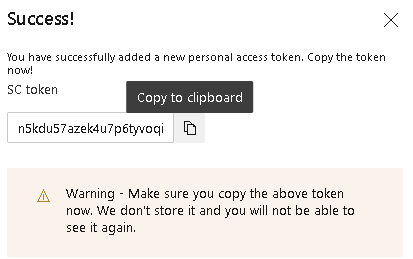 Success!
You have successfully added a new personal access token. Copy the token
now!
SC token
Copy to clipboard
n5kdu57azek4u7p6tyvoqi
Warning - Make sure you copy the above token
now. We don't store it and you will not be able to
see it again.